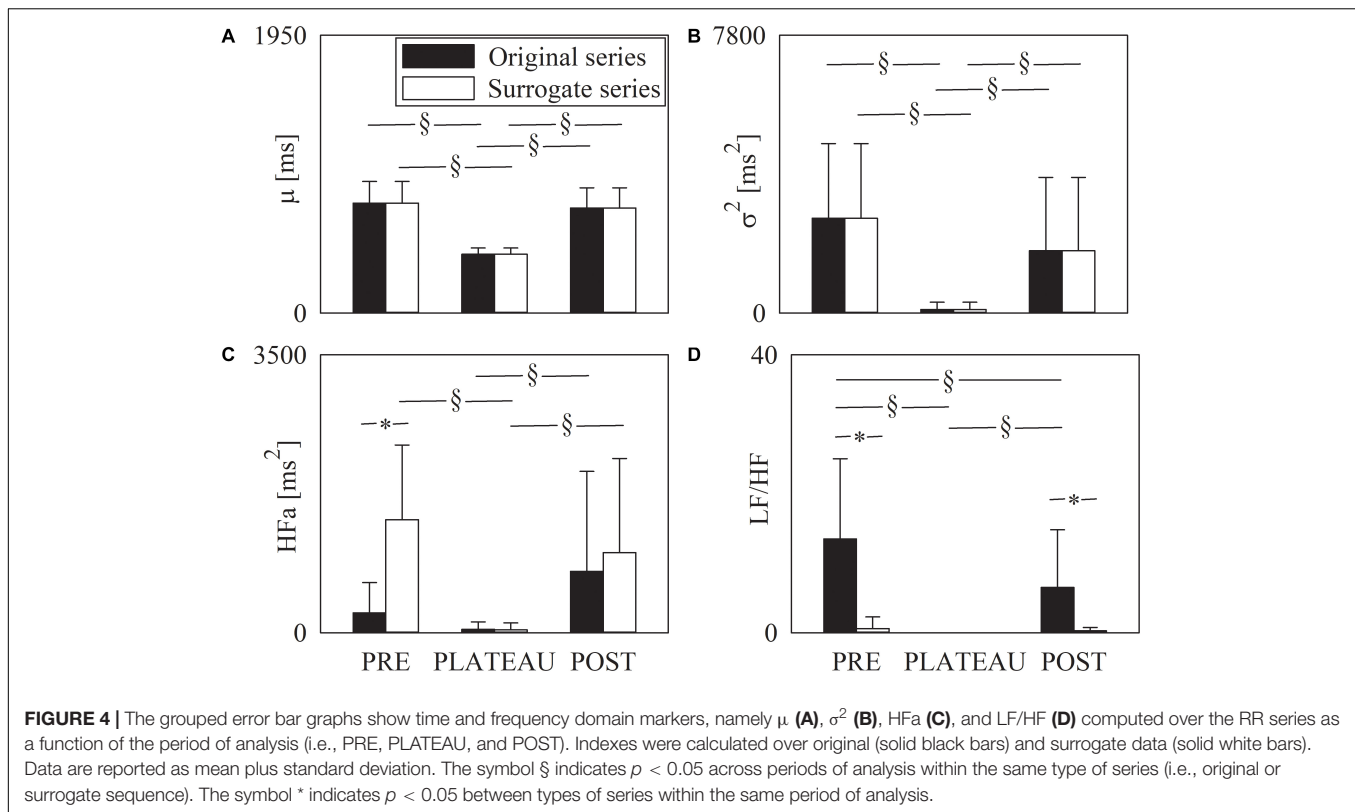 A
1950
Original series
Surrogate series
§ §
§
§
μ [ms]
0
B
7800
§ §
§
§
σ² [ms²]
0
C
3500
§
§
§
*
HFa [ms²]
0
PRE PLATEAU POST
D
40
§
§
§
*
*
LF/HF
0
PRE PLATEAU POST
FIGURE 4 | The grouped error bar graphs show time and frequency domain markers, namely μ (A), σ² (B), HFa (C), and LF/HF (D) computed over the RR series as
a function of the period of analysis (i.e., PRE, PLATEAU, and POST). Indexes were calculated over original (solid black bars) and surrogate data (solid white bars).
Data are reported as mean plus standard deviation. The symbol § indicates p < 0.05 across periods of analysis within the same type of series (i.e., original or
surrogate sequence). The symbol * indicates p < 0.05 between types of series within the same period of analysis.